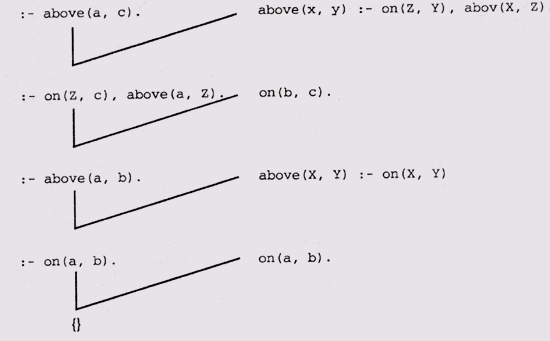 :- above(a, c). above(x, y) :- on(Z, Y), abov(X, Z)
:- on(Z, c), above(a, Z). on(b, c).
:- above(a, b). above(X, Y) :- on(X, Y)
:- on(a, b). on(a, b).
{}